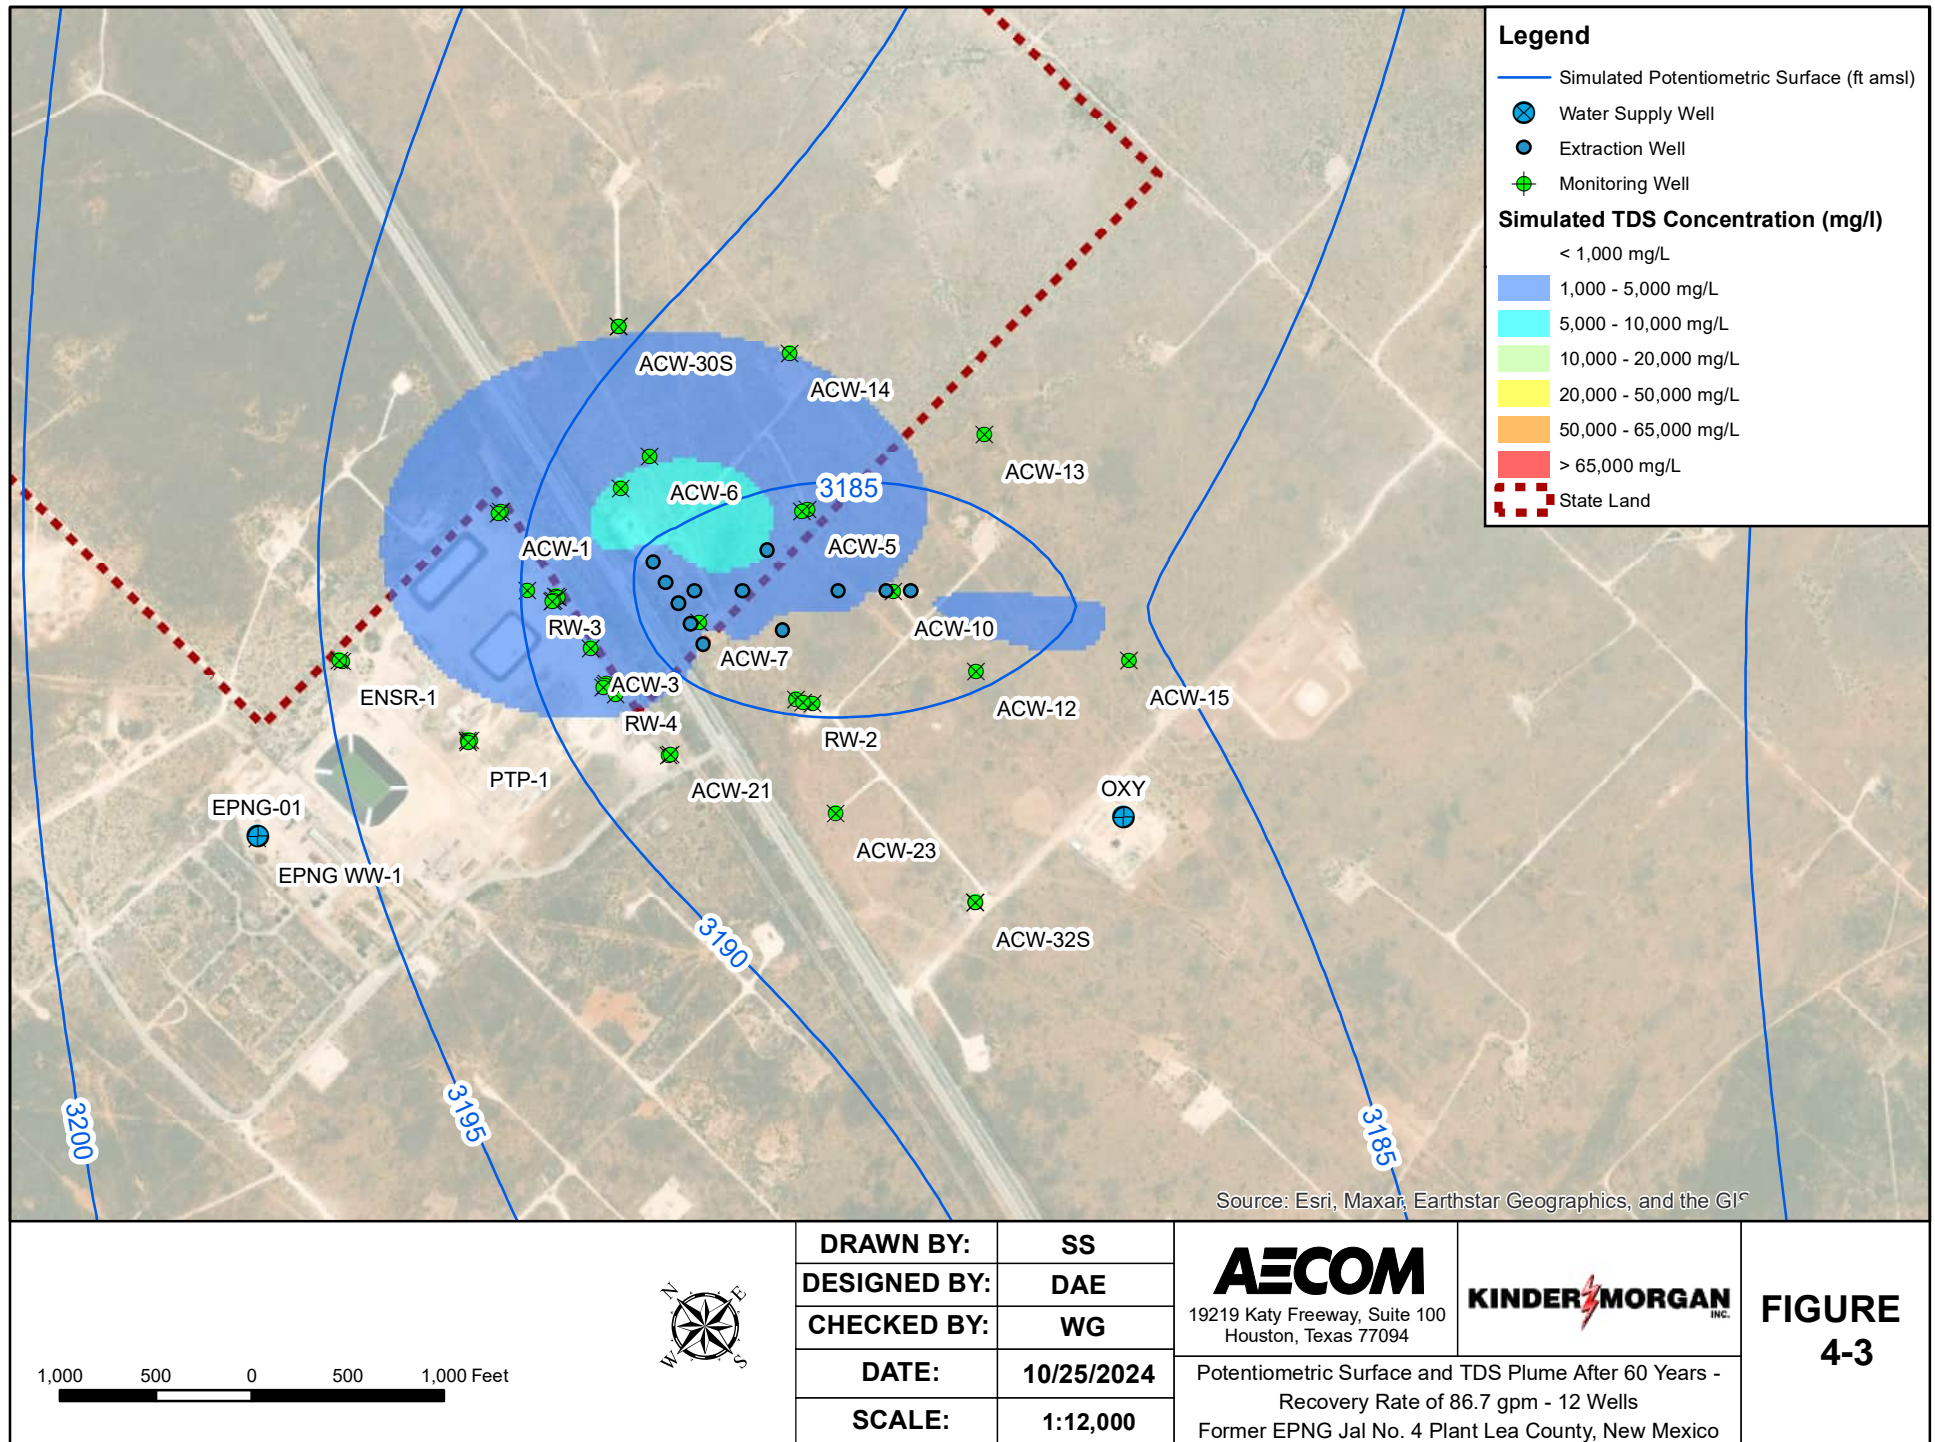 Legend
Simulated Potentiometric Surface (ft amsl)
Water Supply Well
Extraction Well
Monitoring Well
Simulated TDS Concentration (mg/l)
< 1,000 mg/L
1,000 - 5,000 mg/L
5,000 - 10,000 mg/L
10,000 - 20,000 mg/L
20,000 - 50,000 mg/L
50,000 - 65,000 mg/L
> 65,000 mg/L
State Land
ACW-30S
ACW-14
ACW-13
ACW-6
3185
ACW-1
ACW-5
RW-3
ACW-10
ACW-7
ACW-3
ENSR-1
ACW-15
ACW-12
RW-4
RW-2
PTP-1
ACW-21
OXY
EPNG-01
ACW-23
EPNG WW-1
3190
ACW-32S
3195
3200
3185
Source: Esri, Maxar, Earthstar Geographics, and the GIS
1,000 500 0 500 1,000 Feet
N E
W S
DRAWN BY: SS
DESIGNED BY: DAE
CHECKED BY: WG
DATE: 10/25/2024
SCALE: 1:12,000
AECOM
19219 Katy Freeway, Suite 100
Houston, Texas 77094
KINDER MORGAN
INC.
Potentiometric Surface and TDS Plume After 60 Years -
Recovery Rate of 86.7 gpm - 12 Wells
Former EPNG Jal No. 4 Plant Lea County, New Mexico
FIGURE
4-3